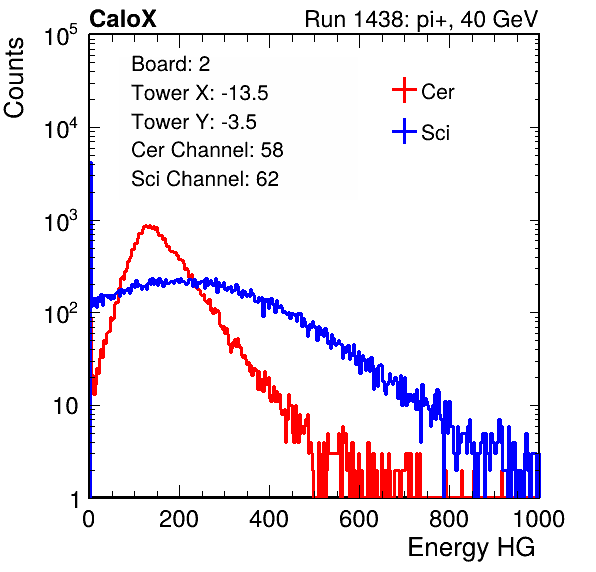 CaloX Run 1438: pi+, 40 GeV
Counts
Board: 2
Tower X: -13.5
Tower Y: -3.5
Cer Channel: 58
Sci Channel: 62
Cer
Sci
10^5
10^4
10^3
10^2
10
1
0 200 400 600 800 1000
Energy HG